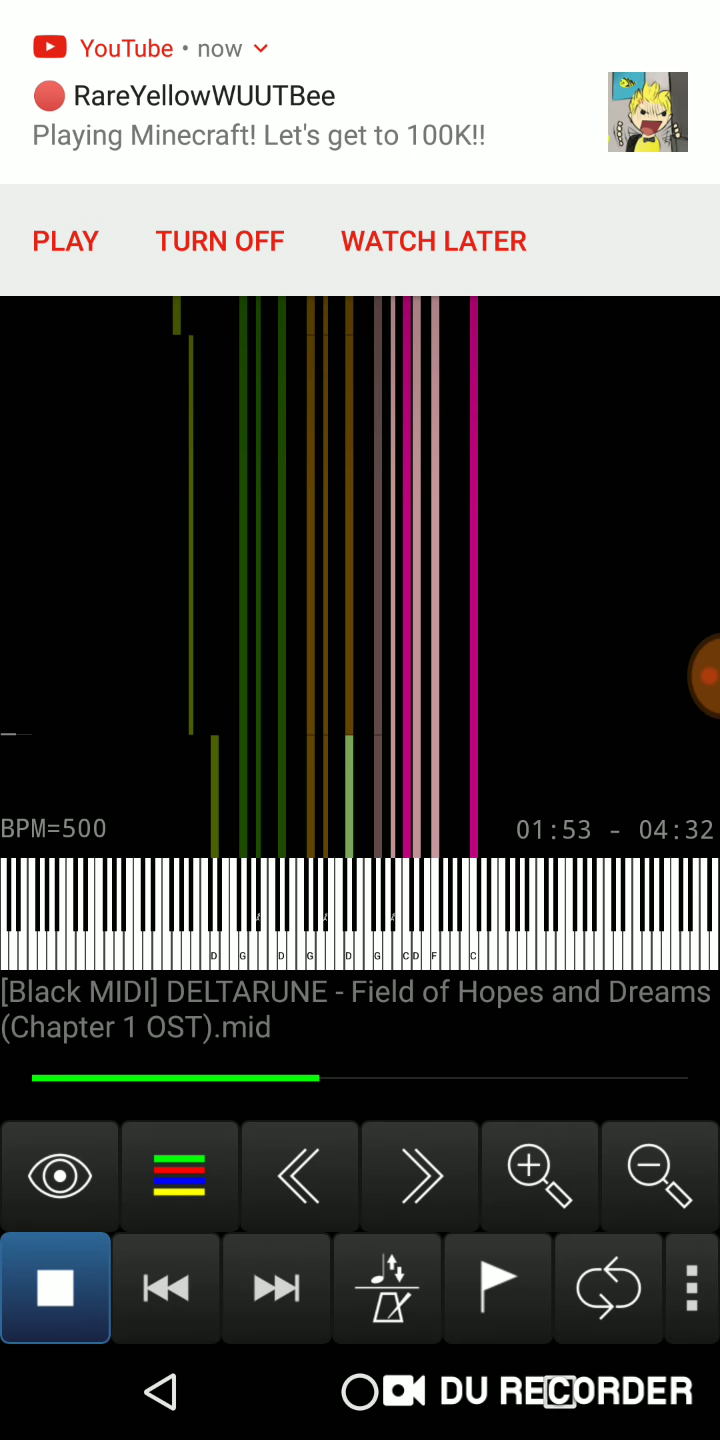 YouTube • now
RareYellowWUUTBee
Playing Minecraft! Let's get to 100K!!
PLAY TURN OFF WATCH LATER
BPM=500 01:53 - 04:32
D G D G D G C D F C
[Black MIDI] DELTARUNE - Field of Hopes and Dreams
(Chapter 1 OST).mid
DU RECORDER